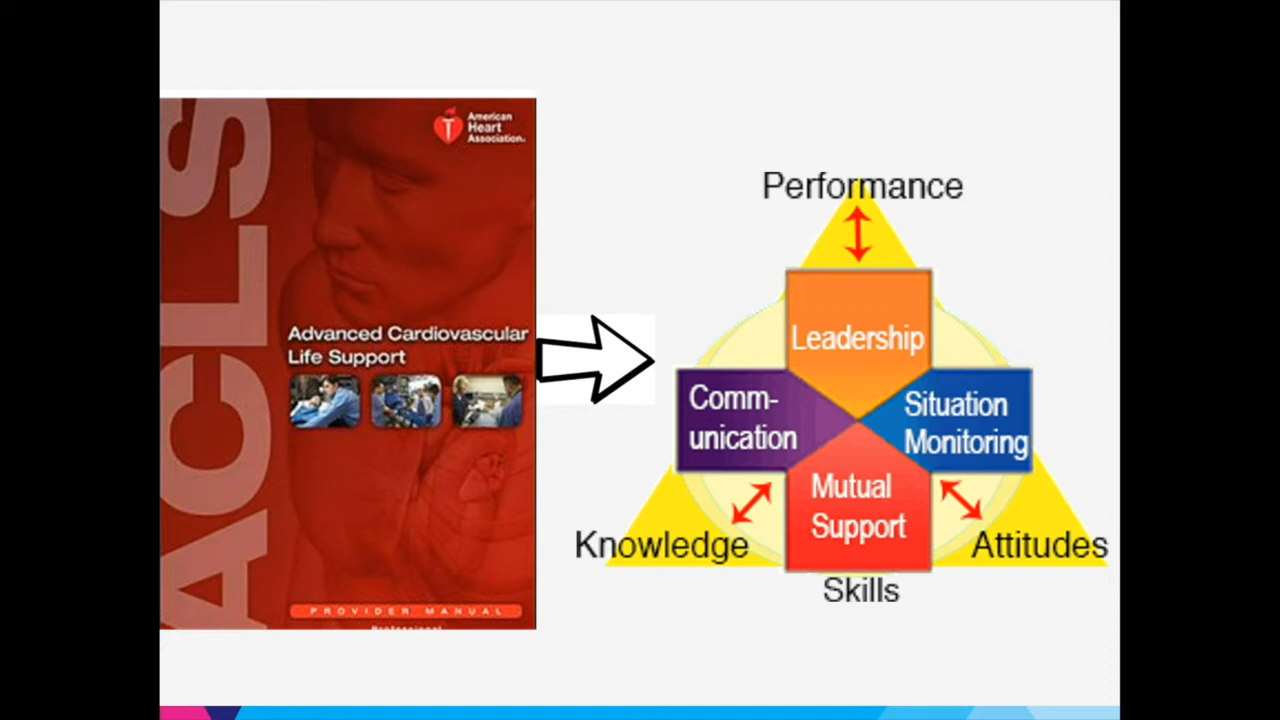 ACLS
American
Heart
Association®
Advanced Cardiovascular
Life Support
PROVIDER MANUAL
Professional
Performance
Leadership
Comm-
unication
Situation
Monitoring
Mutual
Support
Knowledge
Attitudes
Skills